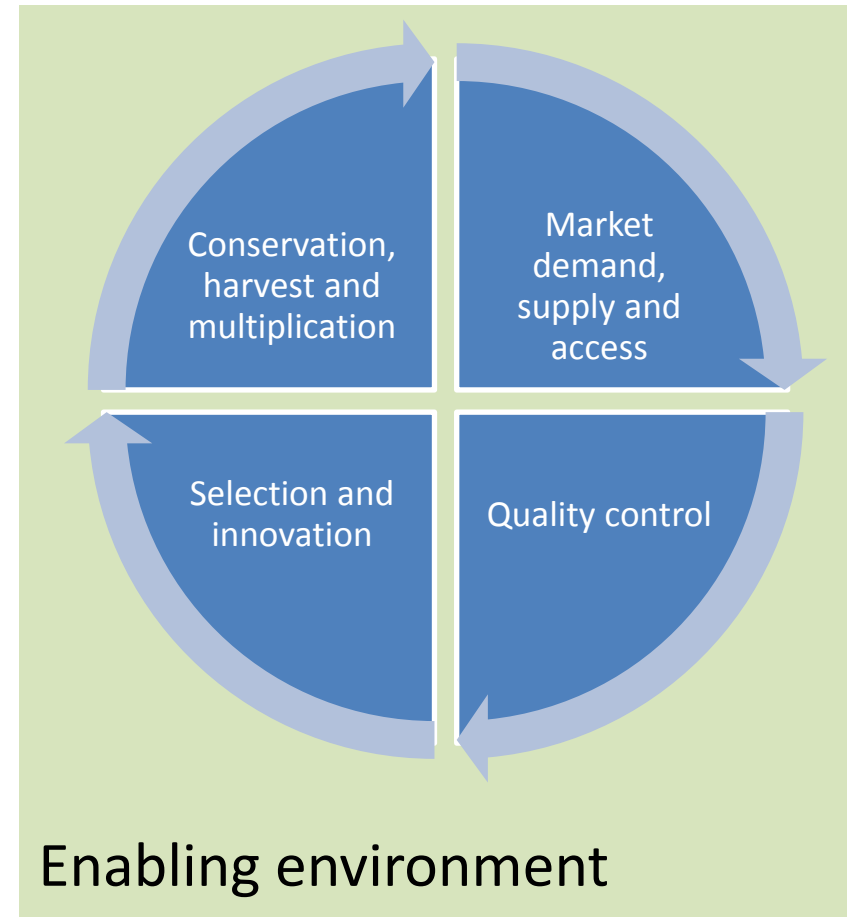 Conservation,
harvest and
multiplication
Market
demand,
supply and
access
Selection and
innovation
Quality control
Enabling environment